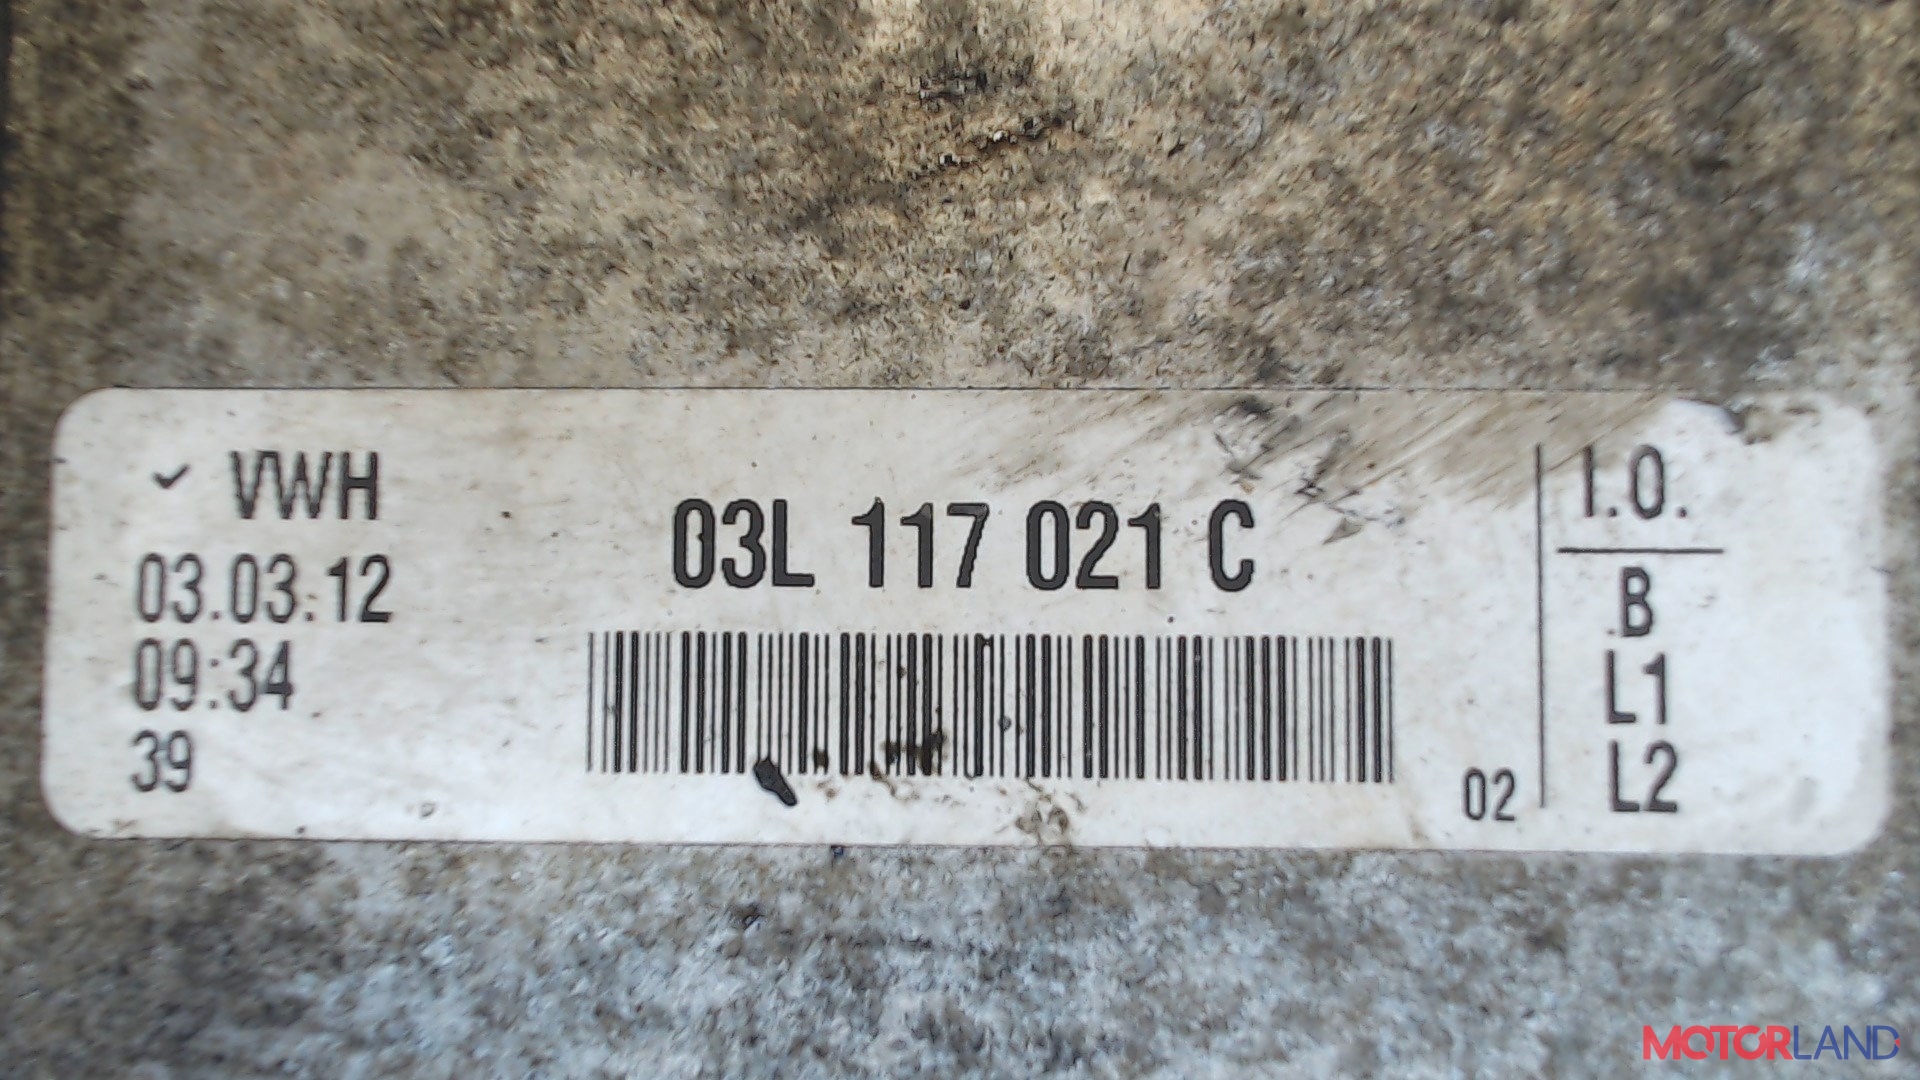 VWH
03.03.12
09:34
39
03L 117 021 C
02
I.O.
B
L1
L2
MOTORLAND